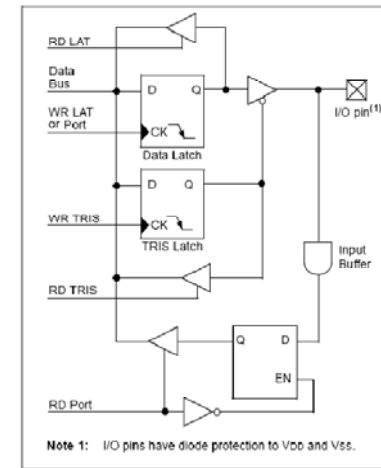 RD LAT
Data
Bus
WR LAT
or Port
D Q
CK
Data Latch
I/O pin(1)
D Q
WR TRIS
CK
TRIS Latch
RD TRIS
Input
Buffer
Q D
EN
RD Port
Note 1: I/O pins have diode protection to VDD and VSS.